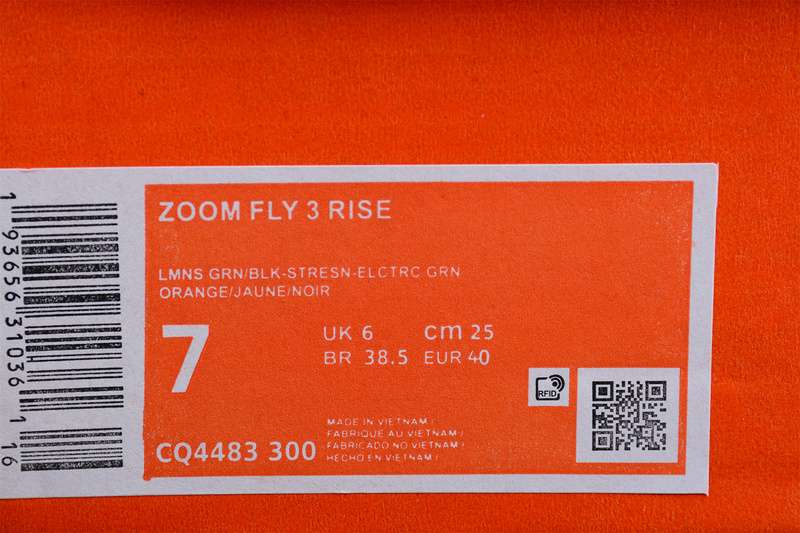 ZOOM FLY 3 RISE
LMNS GRN/BLK-STRESN-ELCTRC GRN
ORANGE/JAUNE/NOIR
7
UK 6 cm 25
BR 38.5 EUR 40
RFID
CQ4483 300
MADE IN VIETNAM /
FABRIQUE AU VIETNAM /
FABRICADO NO VIETNAM /
HECHO EN VIETNAM /
1 93656 31036 1 16